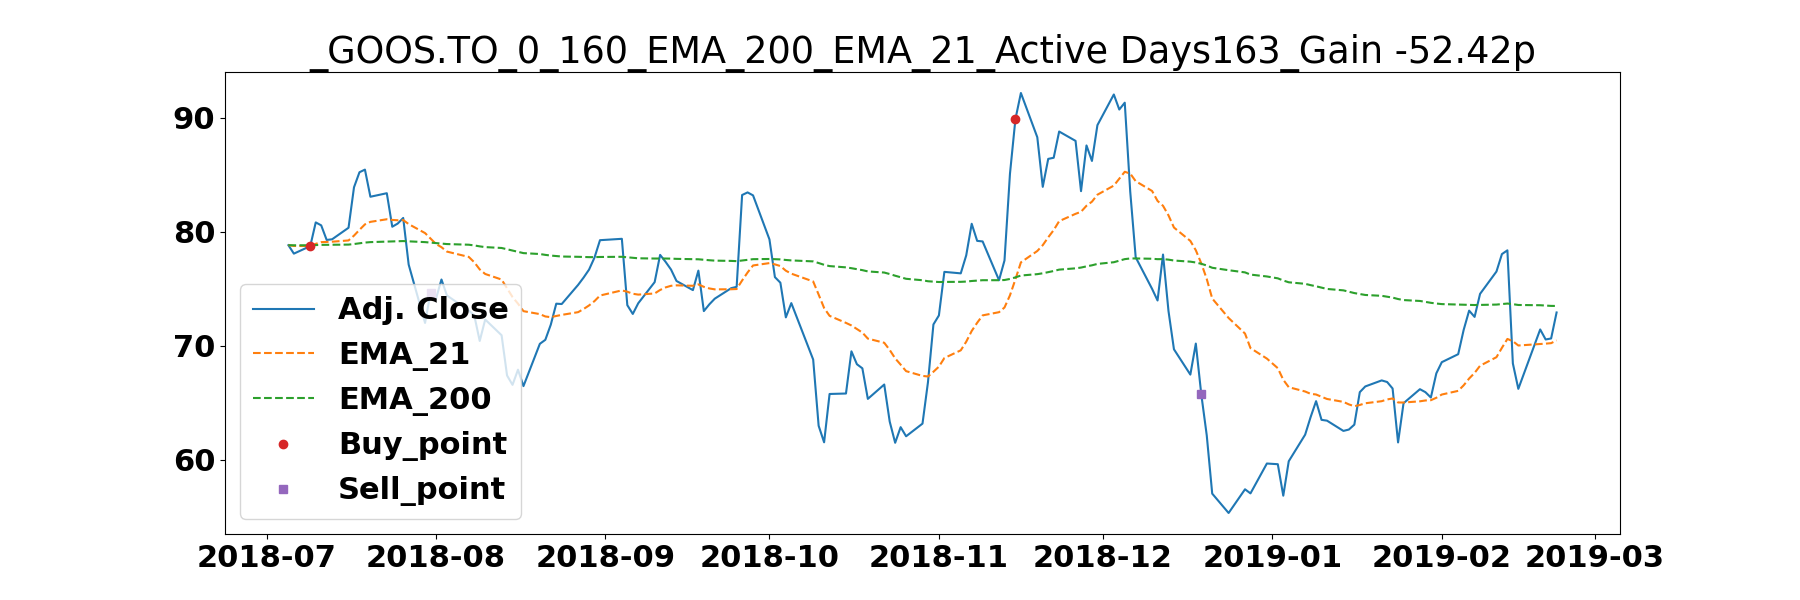 _GOOS.TO_0_160_EMA_200_EMA_21_Active Days163_Gain -52.42p
90
80
70
60
Adj. Close
EMA_21
EMA_200
Buy_point
Sell_point
2018-07 2018-08 2018-09 2018-10 2018-11 2018-12 2019-01 2019-02 2019-03